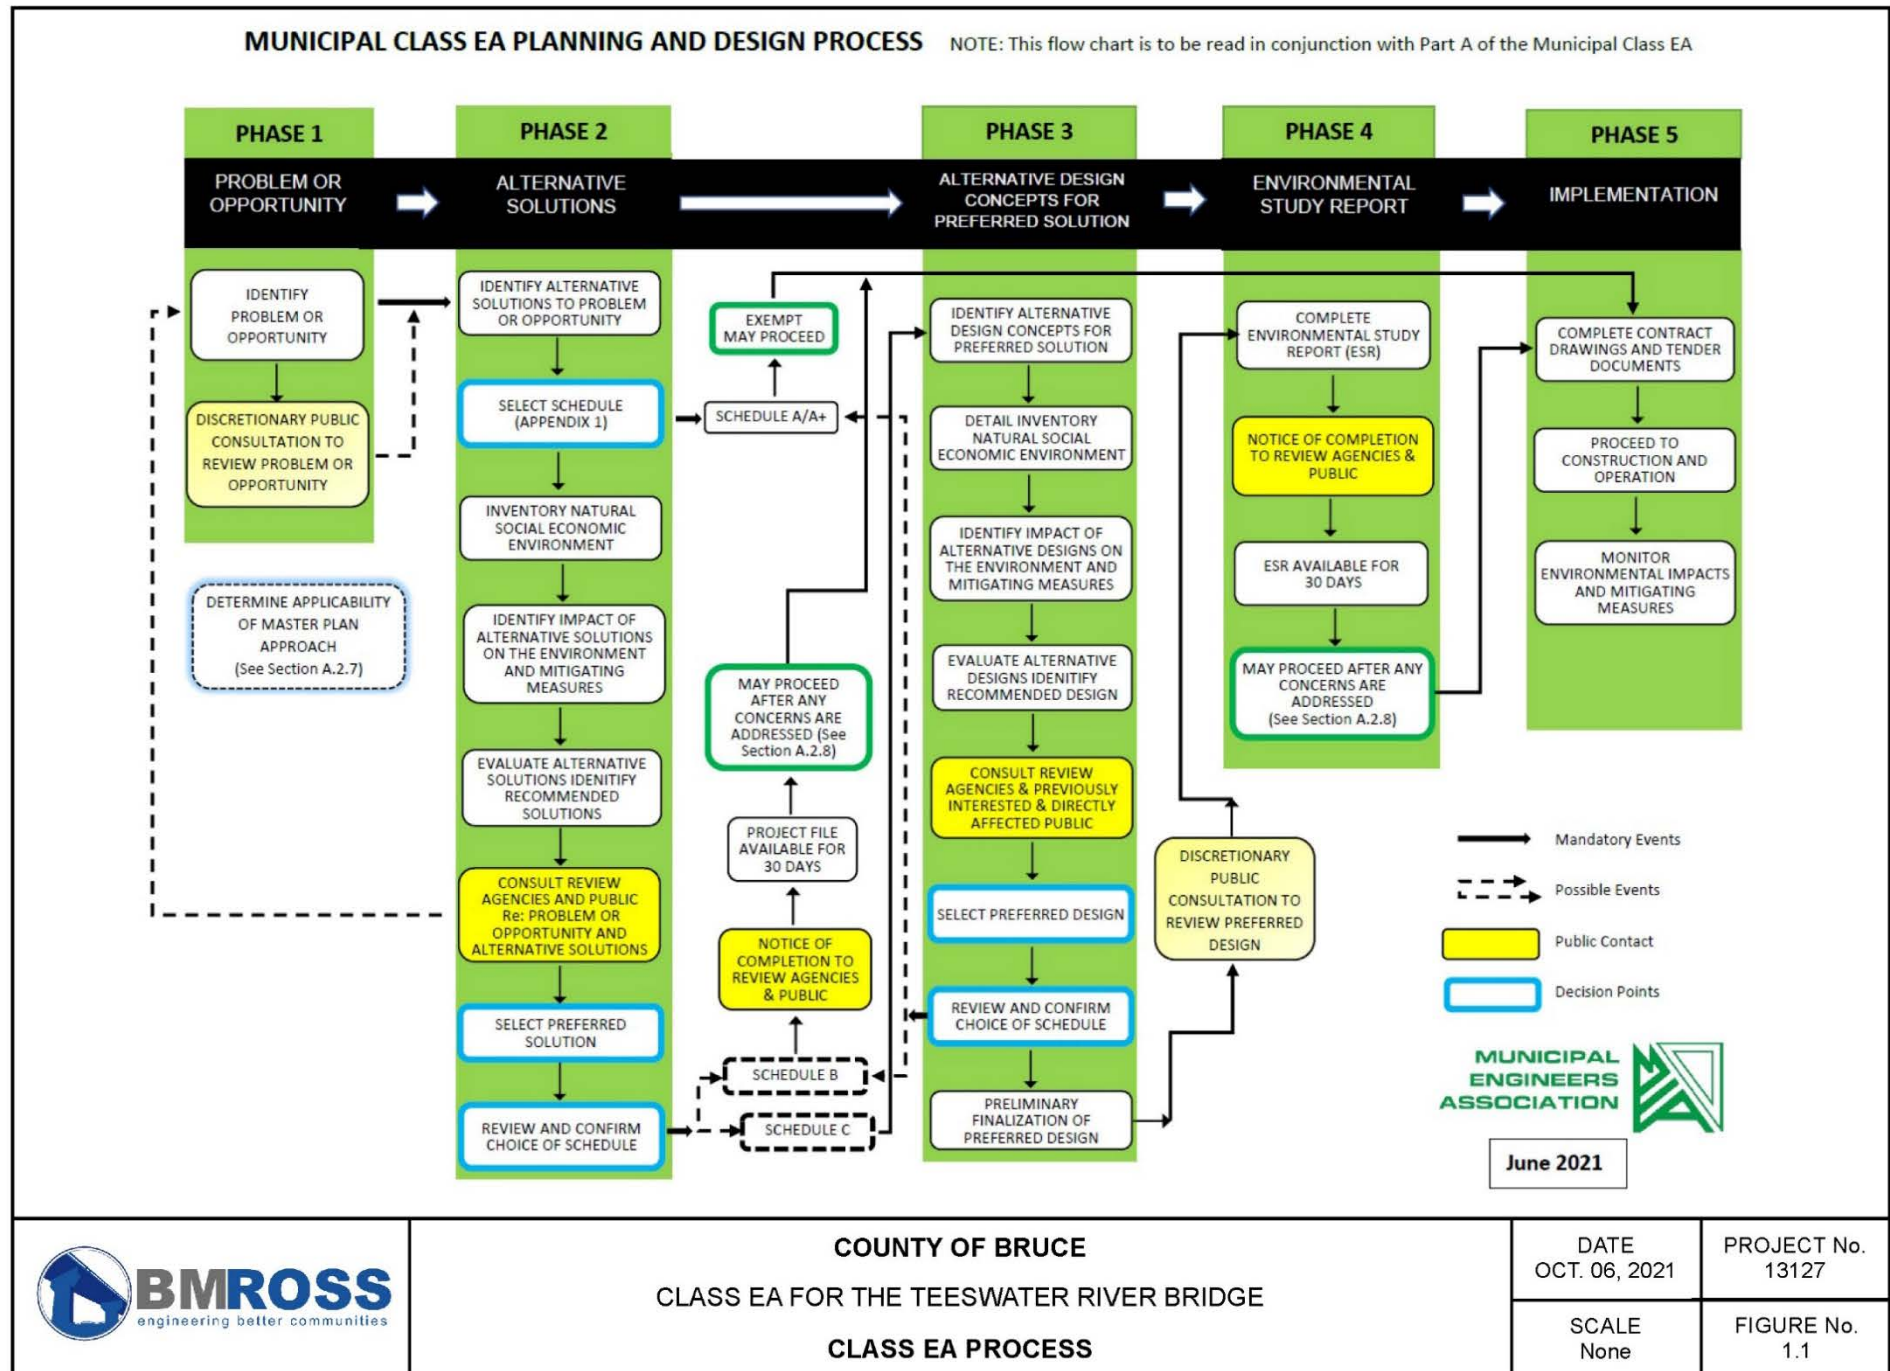 MUNICIPAL CLASS EA PLANNING AND DESIGN PROCESS NOTE: This flow chart is to be read in conjunction with Part A of the Municipal Class EA
PHASE 1
PROBLEM OR
OPPORTUNITY
IDENTIFY
PROBLEM OR
OPPORTUNITY
DISCRETIONARY PUBLIC
CONSULTATION TO
REVIEW PROBLEM OR
OPPORTUNITY
DETERMINE APPLICABILITY
OF MASTER PLAN
APPROACH
(See Section A.2.7)
PHASE 2
ALTERNATIVE
SOLUTIONS
IDENTIFY ALTERNATIVE
SOLUTIONS TO PROBLEM
OR OPPORTUNITY
SELECT SCHEDULE
(APPENDIX 1)
INVENTORY NATURAL
SOCIAL ECONOMIC
ENVIRONMENT
IDENTIFY IMPACT OF
ALTERNATIVE SOLUTIONS
ON THE ENVIRONMENT
AND MITIGATING
MEASURES
EVALUATE ALTERNATIVE
SOLUTIONS IDENITIFY
RECOMMENDED
SOLUTIONS
CONSULT REVIEW
AGENCIES AND PUBLIC
Re: PROBLEM OR
OPPORTUNITY AND
ALTERNATIVE SOLUTIONS
SELECT PREFERRED
SOLUTION
REVIEW AND CONFIRM
CHOICE OF SCHEDULE
EXEMPT
MAY PROCEED
SCHEDULE A/A+
MAY PROCEED
AFTER ANY
CONCERNS ARE
ADDRESSED (See
Section A.2.8)
PROJECT FILE
AVAILABLE FOR
30 DAYS
NOTICE OF
COMPLETION TO
REVIEW AGENCIES
& PUBLIC
SCHEDULE B
SCHEDULE C
PHASE 3
ALTERNATIVE DESIGN
CONCEPTS FOR
PREFERRED SOLUTION
IDENTIFY ALTERNATIVE
DESIGN CONCEPTS FOR
PREFERRED SOLUTION
DETAIL INVENTORY
NATURAL SOCIAL
ECONOMIC ENVIRONMENT
IDENTIFY IMPACT OF
ALTERNATIVE DESIGNS ON
THE ENVIRONMENT AND
MITIGATING MEASURES
EVALUATE ALTERNATIVE
DESIGNS IDENITIFY
RECOMMENDED DESIGN
CONSULT REVIEW
AGENCIES & PREVIOUSLY
INTERESTED & DIRECTLY
AFFECTED PUBLIC
SELECT PREFERRED DESIGN
REVIEW AND CONFIRM
CHOICE OF SCHEDULE
PRELIMINARY
FINALIZATION OF
PREFERRED DESIGN
DISCRETIONARY
PUBLIC
CONSULTATION TO
REVIEW PREFERRED
DESIGN
PHASE 4
ENVIRONMENTAL
STUDY REPORT
COMPLETE
ENVIRONMENTAL STUDY
REPORT (ESR)
NOTICE OF COMPLETION
TO REVIEW AGENCIES &
PUBLIC
ESR AVAILABLE FOR
30 DAYS
MAY PROCEED AFTER ANY
CONCERNS ARE
ADDRESSED
(See Section A.2.8)
PHASE 5
IMPLEMENTATION
COMPLETE CONTRACT
DRAWINGS AND TENDER
DOCUMENTS
PROCEED TO
CONSTRUCTION AND
OPERATION
MONITOR
ENVIRONMENTAL IMPACTS
AND MITIGATING
MEASURES
Mandatory Events
Possible Events
Public Contact
Decision Points
MUNICIPAL
ENGINEERS
ASSOCIATION
June 2021
BMROSS
engineering better communities
COUNTY OF BRUCE
CLASS EA FOR THE TEESWATER RIVER BRIDGE
CLASS EA PROCESS
DATE
OCT. 06, 2021
PROJECT No.
13127
SCALE
None
FIGURE No.
1.1